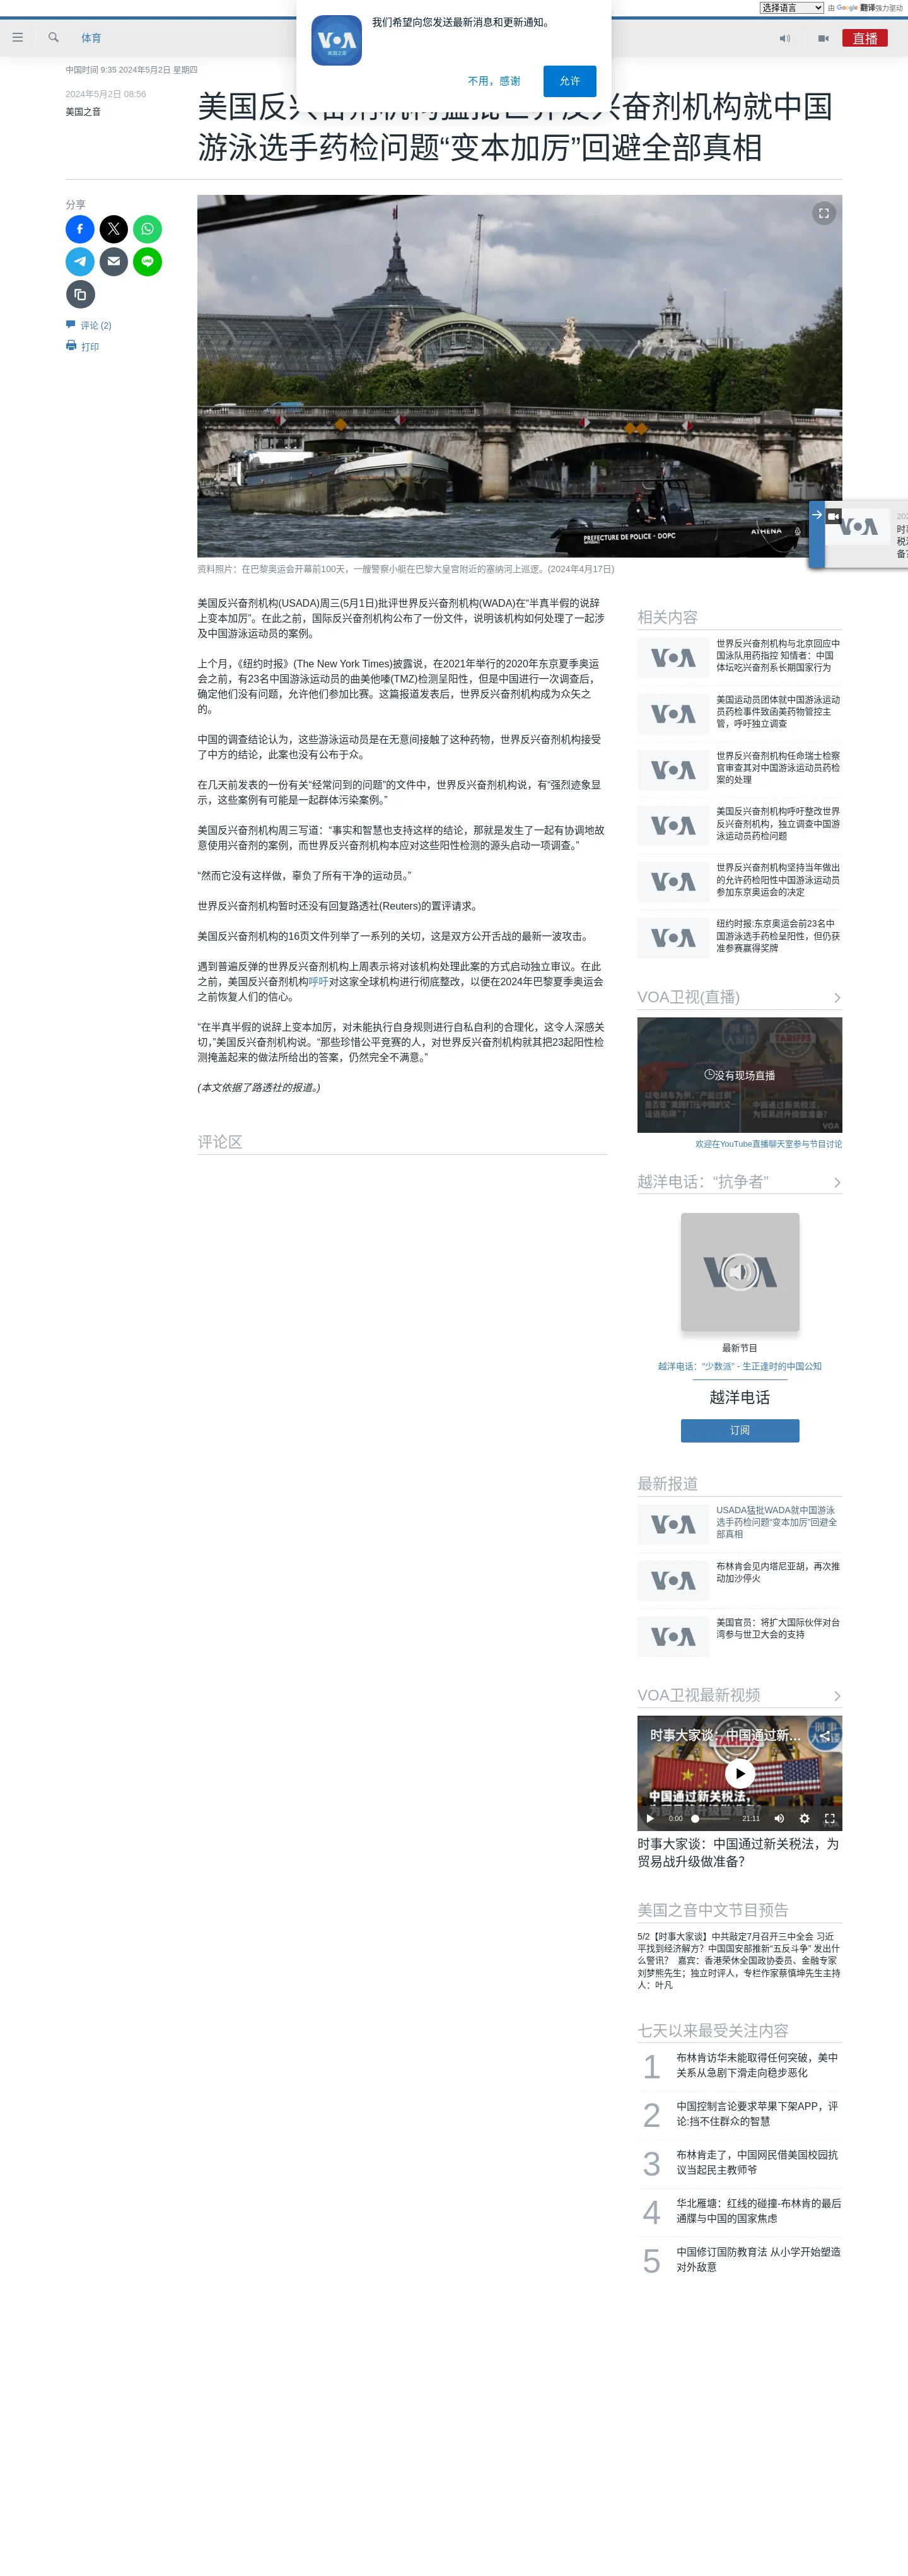 选择语言 由 Google 翻译强力驱动
我们希望向您发送最新消息和更新通知。
VOA
美国之音
不用，感谢
允许
体育
直播
中国时间 9:35 2024年5月2日 星期四
2024年5月2日 08:56
美国之音
美国反兴奋剂机构猛批世界反兴奋剂机构就中国
游泳选手药检问题“变本加厉”回避全部真相
分享
评论 (2)
打印
PREFECTURE DE POLICE - DOPC
ATHENA
VOA
资料照片：在巴黎奥运会开幕前100天，一艘警察小艇在巴黎大皇宫附近的塞纳河上巡逻。(2024年4月17日)
美国反兴奋剂机构(USADA)周三(5月1日)批评世界反兴奋剂机构(WADA)在“半真半假的说辞
上变本加厉”。在此之前，国际反兴奋剂机构公布了一份文件，说明该机构如何处理了一起涉
及中国游泳运动员的案例。
上个月，《纽约时报》(The New York Times)披露说，在2021年举行的2020年东京夏季奥运
会之前，有23名中国游泳运动员的曲美他嗪(TMZ)检测呈阳性，但是中国进行一次调查后，
确定他们没有问题，允许他们参加比赛。这篇报道发表后，世界反兴奋剂机构成为众矢之
的。
中国的调查结论认为，这些游泳运动员是在无意间接触了这种药物，世界反兴奋剂机构接受
了中方的结论，此案也没有公布于众。
在几天前发表的一份有关“经常问到的问题”的文件中，世界反兴奋剂机构说，有“强烈迹象显
示，这些案例有可能是一起群体污染案例。”
美国反兴奋剂机构周三写道：“事实和智慧也支持这样的结论，那就是发生了一起有协调地故
意使用兴奋剂的案例，而世界反兴奋剂机构本应对这些阳性检测的源头启动一项调查。”
“然而它没有这样做，辜负了所有干净的运动员。”
世界反兴奋剂机构暂时还没有回复路透社(Reuters)的置评请求。
美国反兴奋剂机构的16页文件列举了一系列的关切，这是双方公开舌战的最新一波攻击。
遇到普遍反弹的世界反兴奋剂机构上周表示将对该机构处理此案的方式启动独立审议。在此
之前，美国反兴奋剂机构呼吁对这家全球机构进行彻底整改，以便在2024年巴黎夏季奥运会
之前恢复人们的信心。
“在半真半假的说辞上变本加厉，对未能执行自身规则进行自私自利的合理化，这令人深感关
切，”美国反兴奋剂机构说。“那些珍惜公平竞赛的人，对世界反兴奋剂机构就其把23起阳性检
测掩盖起来的做法所给出的答案，仍然完全不满意。”
(本文依据了路透社的报道。)
评论区
相关内容
VOA
世界反兴奋剂机构与北京回应中
国泳队用药指控 知情者：中国
体坛吃兴奋剂系长期国家行为
VOA
美国运动员团体就中国游泳运动
员药检事件致函美药物管控主
管，呼吁独立调查
VOA
世界反兴奋剂机构任命瑞士检察
官审查其对中国游泳运动员药检
案的处理
VOA
美国反兴奋剂机构呼吁整改世界
反兴奋剂机构，独立调查中国游
泳运动员药检问题
VOA
世界反兴奋剂机构坚持当年做出
的允许药检阳性中国游泳运动员
参加东京奥运会的决定
VOA
纽约时报:东京奥运会前23名中
国游泳选手药检呈阳性，但仍获
准参赛赢得奖牌
VOA卫视(直播)
没有现场直播
欢迎在YouTube直播聊天室参与节目讨论
越洋电话：“抗争者”
VOA
最新节目
越洋电话：“少数派” - 生正逢时的中国公知
越洋电话
订阅
最新报道
VOA
USADA猛批WADA就中国游泳
选手药检问题“变本加厉”回避全
部真相
VOA
布林肯会见内塔尼亚胡，再次推
动加沙停火
VOA
美国官员：将扩大国际伙伴对台
湾参与世卫大会的支持
VOA卫视最新视频
时事大家谈：中国通过新...
TARIFFS
中国通过新关税法，
为贸易战升级做准备？
0:00
21:11
时事大家谈：中国通过新关税法，为
贸易战升级做准备？
美国之音中文节目预告
5/2【时事大家谈】中共敲定7月召开三中全会 习近
平找到经济解方？中国国安部推新“五反斗争” 发出什
么警讯？ 嘉宾：香港荣休全国政协委员、金融专家
刘梦熊先生；独立时评人，专栏作家蔡慎坤先生主持
人：叶凡
七天以来最受关注内容
1 布林肯访华未能取得任何突破，美中
关系从急剧下滑走向稳步恶化
2 中国控制言论要求苹果下架APP，评
论:挡不住群众的智慧
3 布林肯走了，中国网民借美国校园抗
议当起民主教师爷
4 华北雁塘：红线的碰撞-布林肯的最后
通牒与中国的国家焦虑
5 中国修订国防教育法 从小学开始塑造
对外敌意